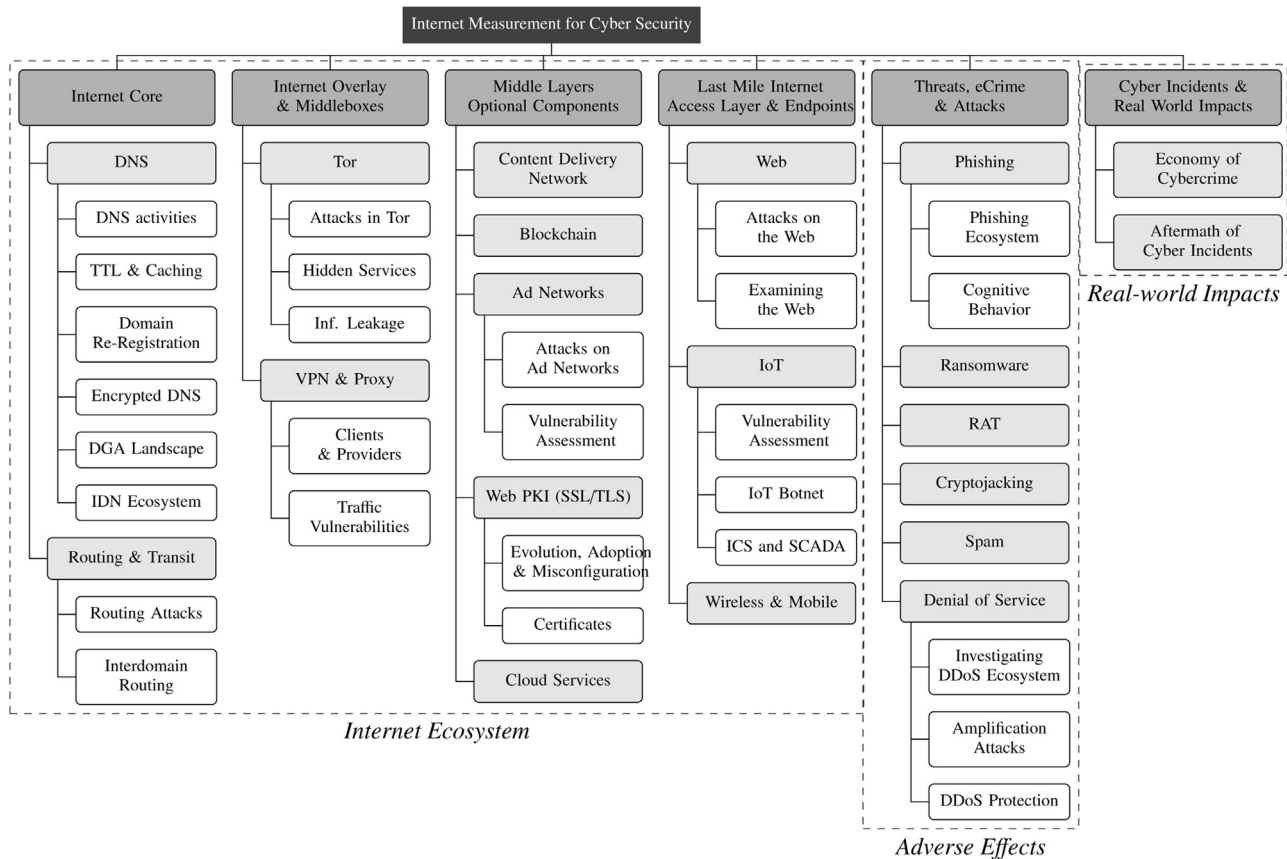 Internet Measurement for Cyber Security
Internet Core
DNS
DNS activities
TTL & Caching
Domain
Re-Registration
Encrypted DNS
DGA Landscape
IDN Ecosystem
Routing & Transit
Routing Attacks
Interdomain
Routing
Internet Overlay
& Middleboxes
Tor
Attacks in Tor
Hidden Services
Inf. Leakage
VPN & Proxy
Clients
& Providers
Traffic
Vulnerabilities
Middle Layers
Optional Components
Content Delivery
Network
Blockchain
Ad Networks
Attacks on
Ad Networks
Vulnerability
Assessment
Web PKI (SSL/TLS)
Evolution, Adoption
& Misconfiguration
Certificates
Cloud Services
Last Mile Internet
Access Layer & Endpoints
Web
Attacks on
the Web
Examining
the Web
IoT
Vulnerability
Assessment
IoT Botnet
ICS and SCADA
Wireless & Mobile
Internet Ecosystem
Threats, eCrime
& Attacks
Phishing
Phishing
Ecosystem
Cognitive
Behavior
Ransomware
RAT
Cryptojacking
Spam
Denial of Service
Investigating
DDoS Ecosystem
Amplification
Attacks
DDoS Protection
Adverse Effects
Cyber Incidents &
Real World Impacts
Economy of
Cybercrime
Aftermath of
Cyber Incidents
Real-world Impacts